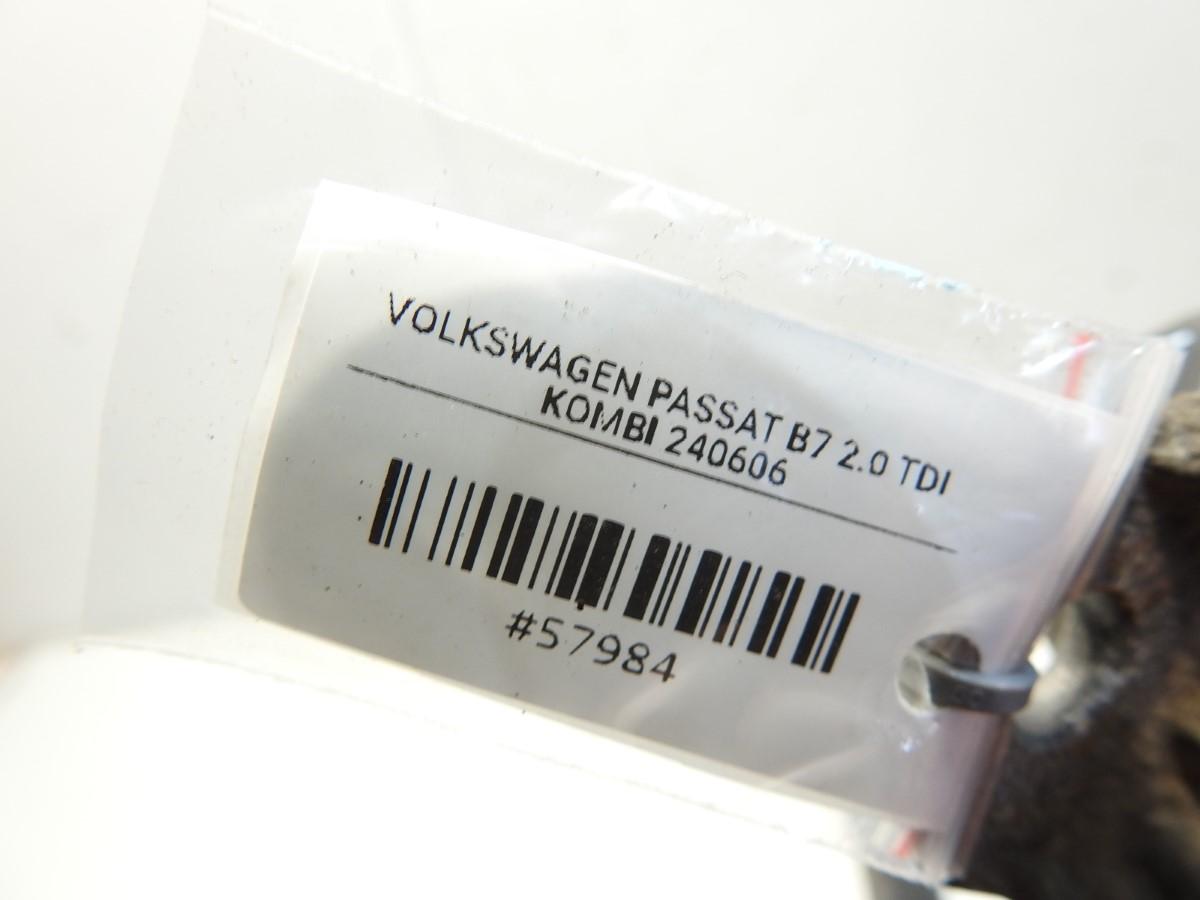 VOLKSWAGEN PASSAT B7 2.0 TDI
KOMBI 240606
#57984